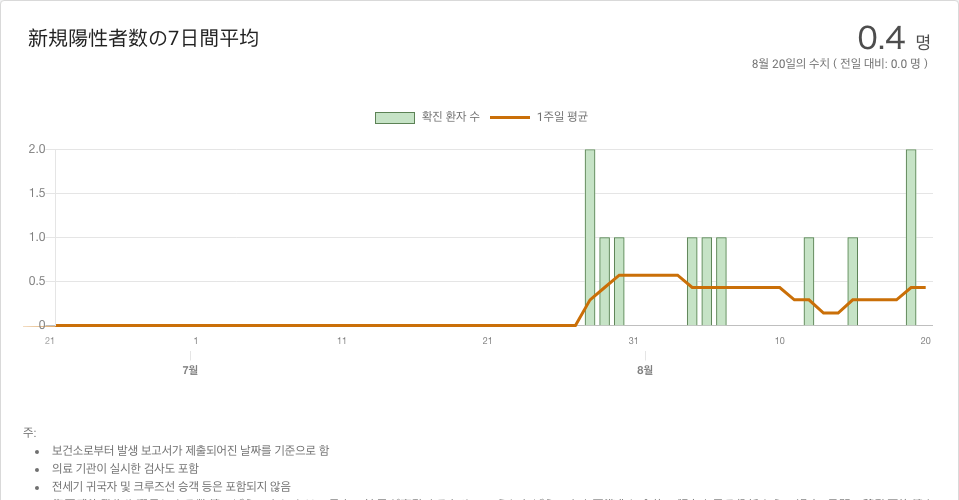 新規陽性者数の7日間平均
0.4 명
8월 20일의 수치 ( 전일 대비: 0.0 명 )
확진 환자 수
1주일 평균
2.0
1.5
1.0
0.5
0
21 1 11 21 31 10 20
7월 8월
주:
보건소로부터 발생 보고서가 제출되어진 날짜를 기준으로 함
의료 기관이 실시한 검사도 포함
전세기 귀국자 및 크루즈선 승객 등은 포함되지 않음